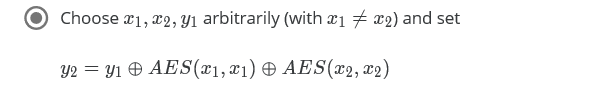 Choose x₁, x₂, y₁ arbitrarily (with x₁ ≠ x₂) and set
y₂ = y₁ ⊕ AES(x₁, x₁) ⊕ AES(x₂, x₂)